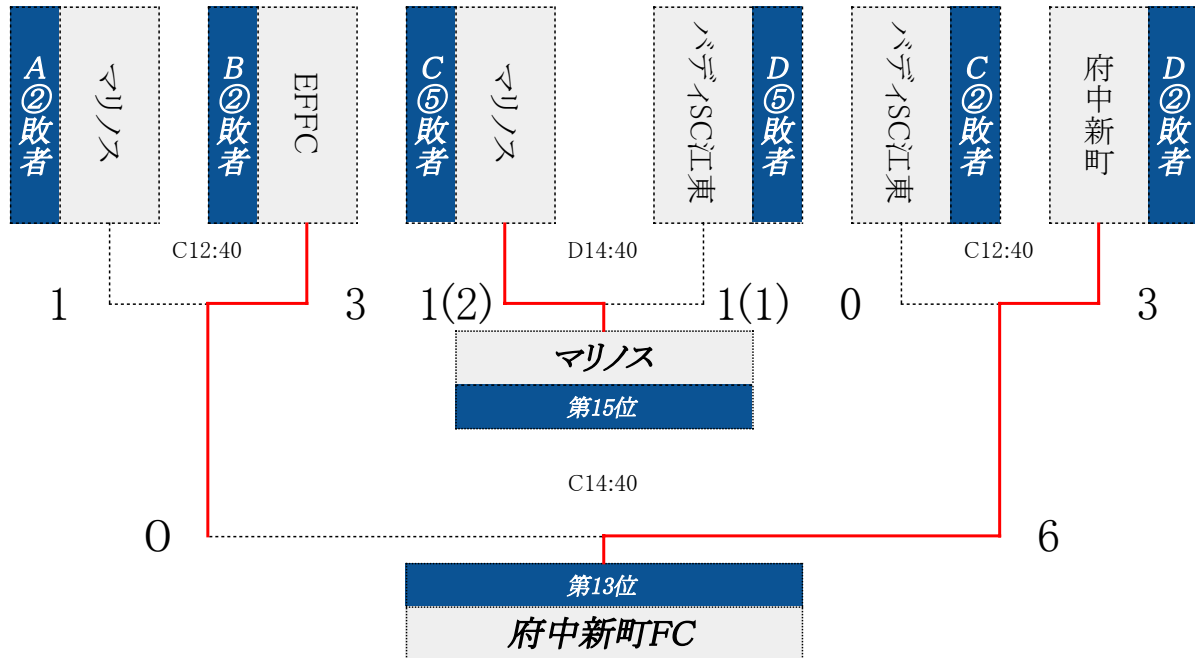 A②敗者
マリノス
B②敗者
EFFC
C⑤敗者
マリノス
バディSC江東
D⑤敗者
バディSC江東
C②敗者
府中新町
D②敗者
C12:40
D14:40
C12:40
1
3
1(2)
1(1)
0
3
マリノス
第15位
C14:40
0
6
第13位
府中新町FC